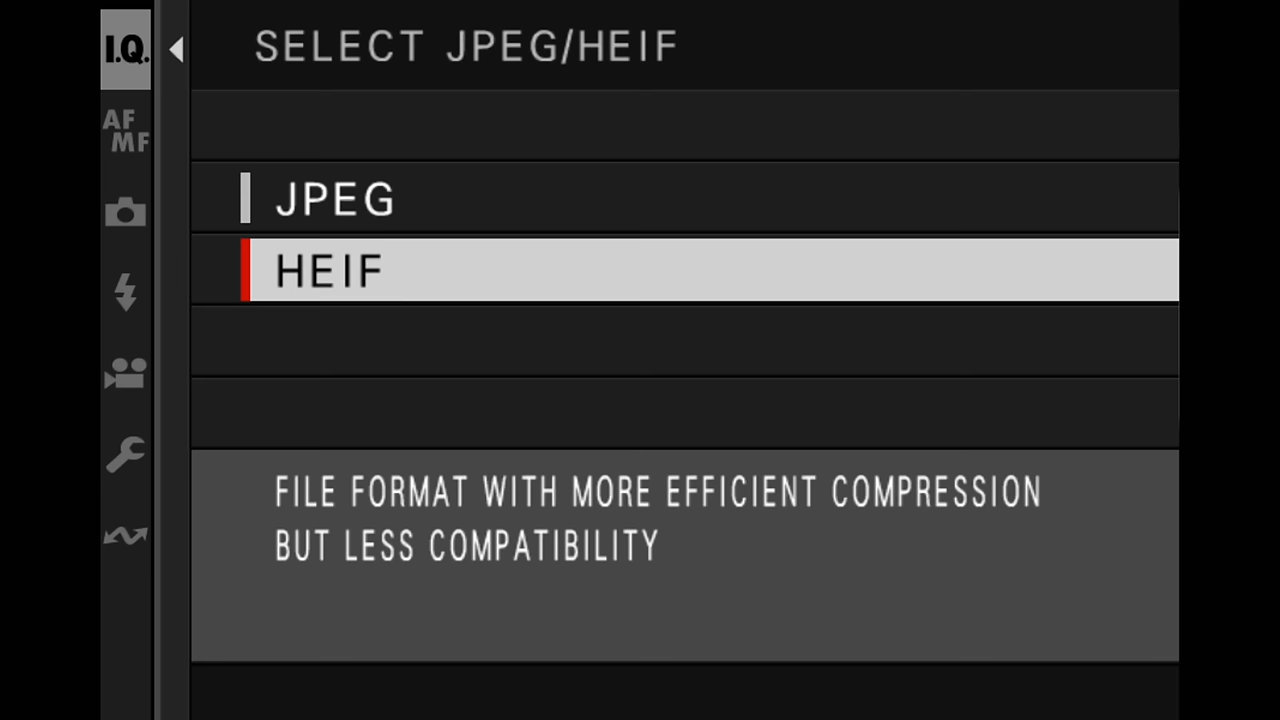 I.Q.
SELECT JPEG/HEIF
AF
MF
JPEG
HEIF
FILE FORMAT WITH MORE EFFICIENT COMPRESSION
BUT LESS COMPATIBILITY